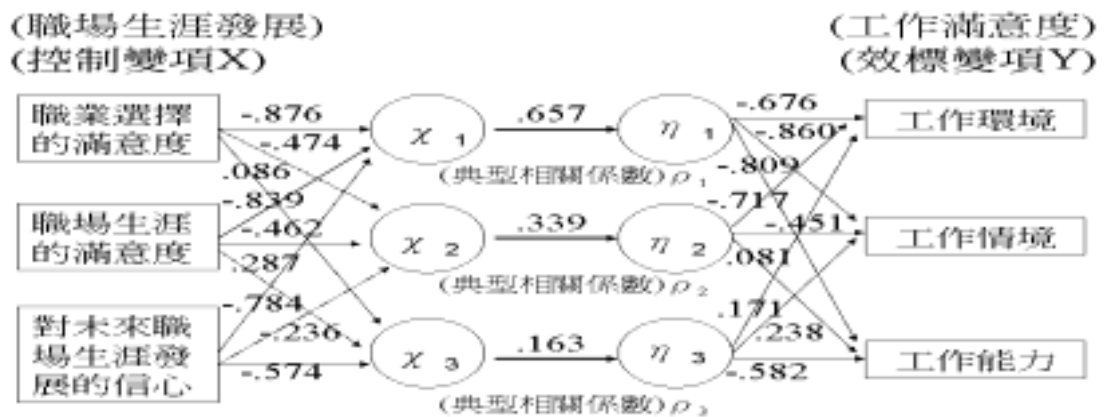 (職場生涯發展)
(控制變項X)
(工作滿意度)
(效標變項Y)
職業選擇
的滿意度
-.876
-.474
.086
χ 1
.657
η 1
-.676
-.860
-.809
工作環境
(典型相關係數)ρ1
職場生涯
的滿意度
-.839
-.462
.287
χ 2
.339
η 2
-.717
-.451
.081
工作情境
(典型相關係數)ρ2
對未來職
場生涯發
展的信心
-.784
-.236
-.574
χ 3
.163
η 3
.171
.238
-.582
工作能力
(典型相關係數)ρ3